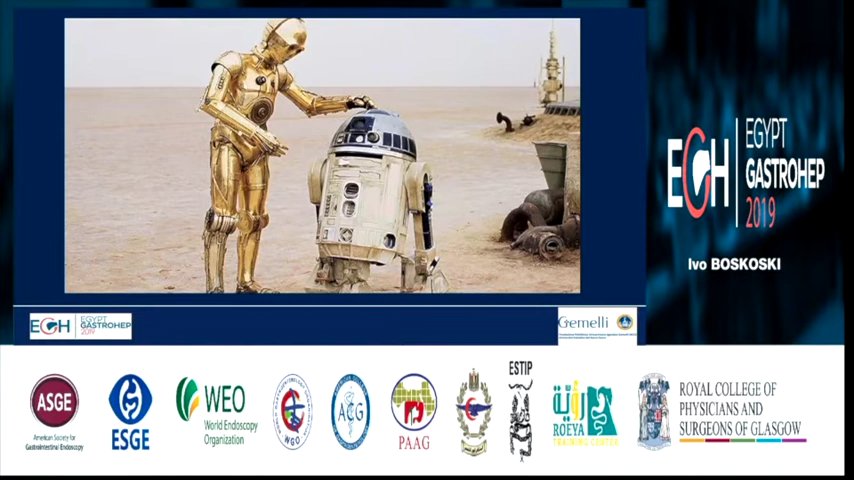 EGH
EGYPT
GASTROHEP
2019
Ivo BOSKOSKI
EGH
EGYPT
GASTROHEP
2019
Gemelli
ASGE
American Society for
Gastrointestinal Endoscopy
ESGE
WEO
World Endoscopy
Organization
WGO
ACG
PAAG
ESTIP
رؤية
ROEYA
TRAINING CENTER
ROYAL COLLEGE OF
PHYSICIANS AND
SURGEONS OF GLASGOW